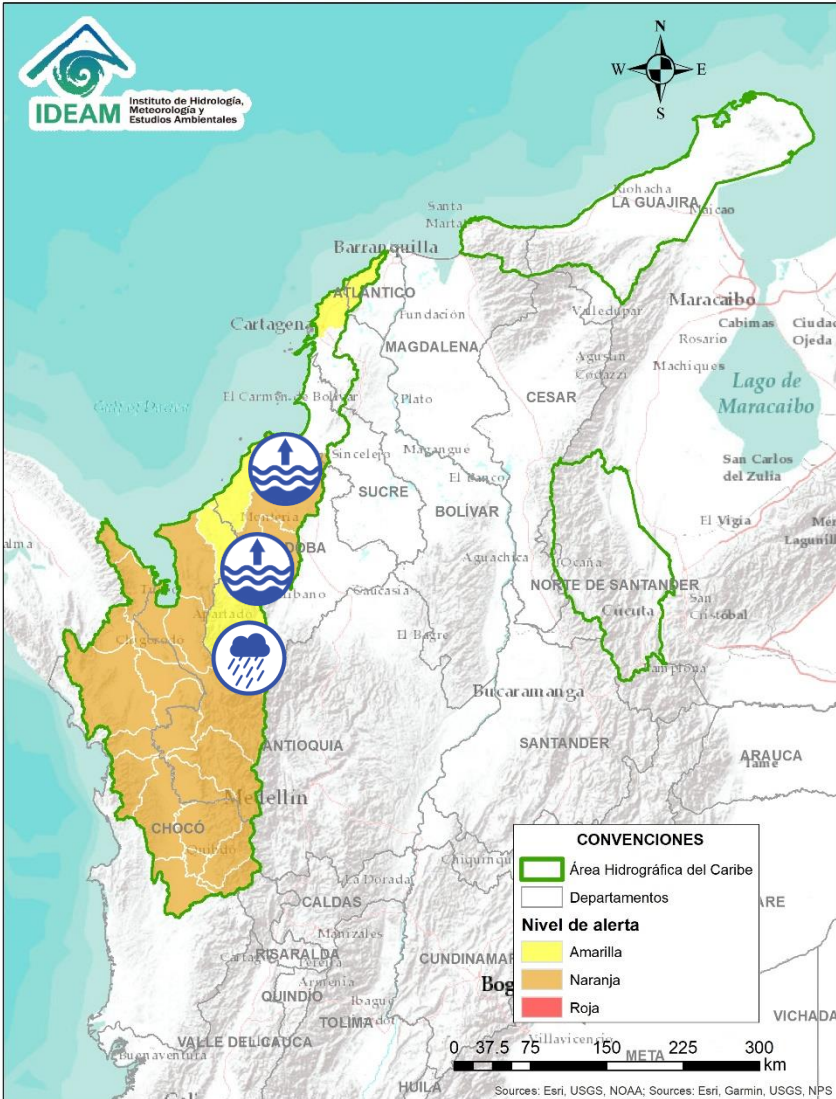 IDEAM
Instituto de Hidrología,
Meteorología y
Estudios Ambientales
N
W
E
S
LA GUAJIRA
Maicao
Santa
Marta
Barranquilla
ATLÁNTICO
Cartagena
Fundación
Valledupar
Maracaibo
Cabimas
Ciudad
Ojeda
Rosario
MAGDALENA
Machiques
Agustín
Codazzi
Lago de
Maracaibo
CESAR
El Carmen de Bolívar
Plato
Sincelejo
Magangue
San Carlos
del Zulia
El Banco
SUCRE
BOLÍVAR
El Vigía
Montería
Aguachica
Ocaña
NORTE DE SANTANDER
Cúcuta
San
Cristóbal
Caucasia
Apartadó
El Bagre
Pamplona
Bucaramanga
ANTIOQUIA
SANTANDER
ARAUCA
Tame
Medellín
CHOCÓ
Quibdó
La Dorada
CALDAS
Manizales
RISARALDA
Pereira
Armenia
QUINDÍO
Ibagué
TOLIMA
VALLE DEL CAUCA
Buenaventura
HUILA
Villavicencio
META
VICHADA
CONVENCIONES
Área Hidrográfica del Caribe
Departamentos
Nivel de alerta
Amarilla
Naranja
Roja
0 37.5 75 150 225 300
km
Sources: Esri, USGS, NOAA; Sources: Esri, Garmin, USGS, NPS